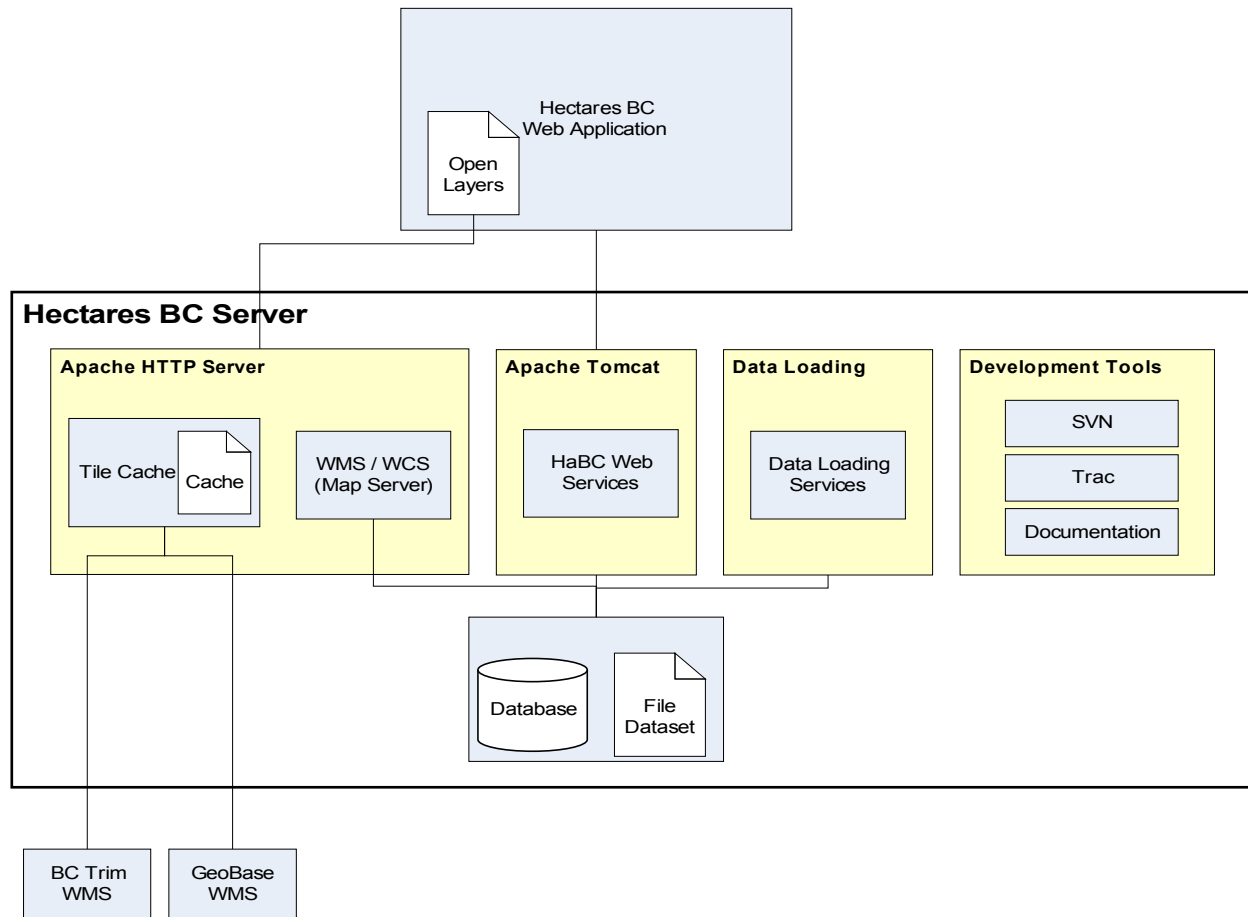 Hectares BC
Web Application
Open
Layers
Hectares BC Server
Apache HTTP Server
Tile Cache
Cache
WMS / WCS
(Map Server)
Apache Tomcat
HaBC Web
Services
Data Loading
Data Loading
Services
Development Tools
SVN
Trac
Documentation
Database
File
Dataset
BC Trim
WMS
GeoBase
WMS